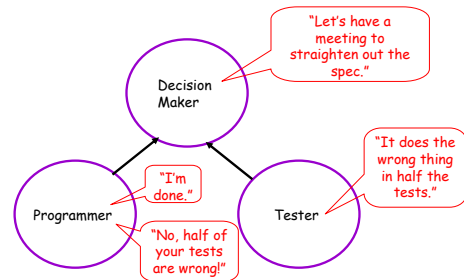 “Let’s have a
meeting to
straighten out the
spec.”
Decision
Maker
“It does the
wrong thing
in half the
tests.”
“I’m
done.”
Programmer
Tester
“No, half of
your tests
are wrong!”